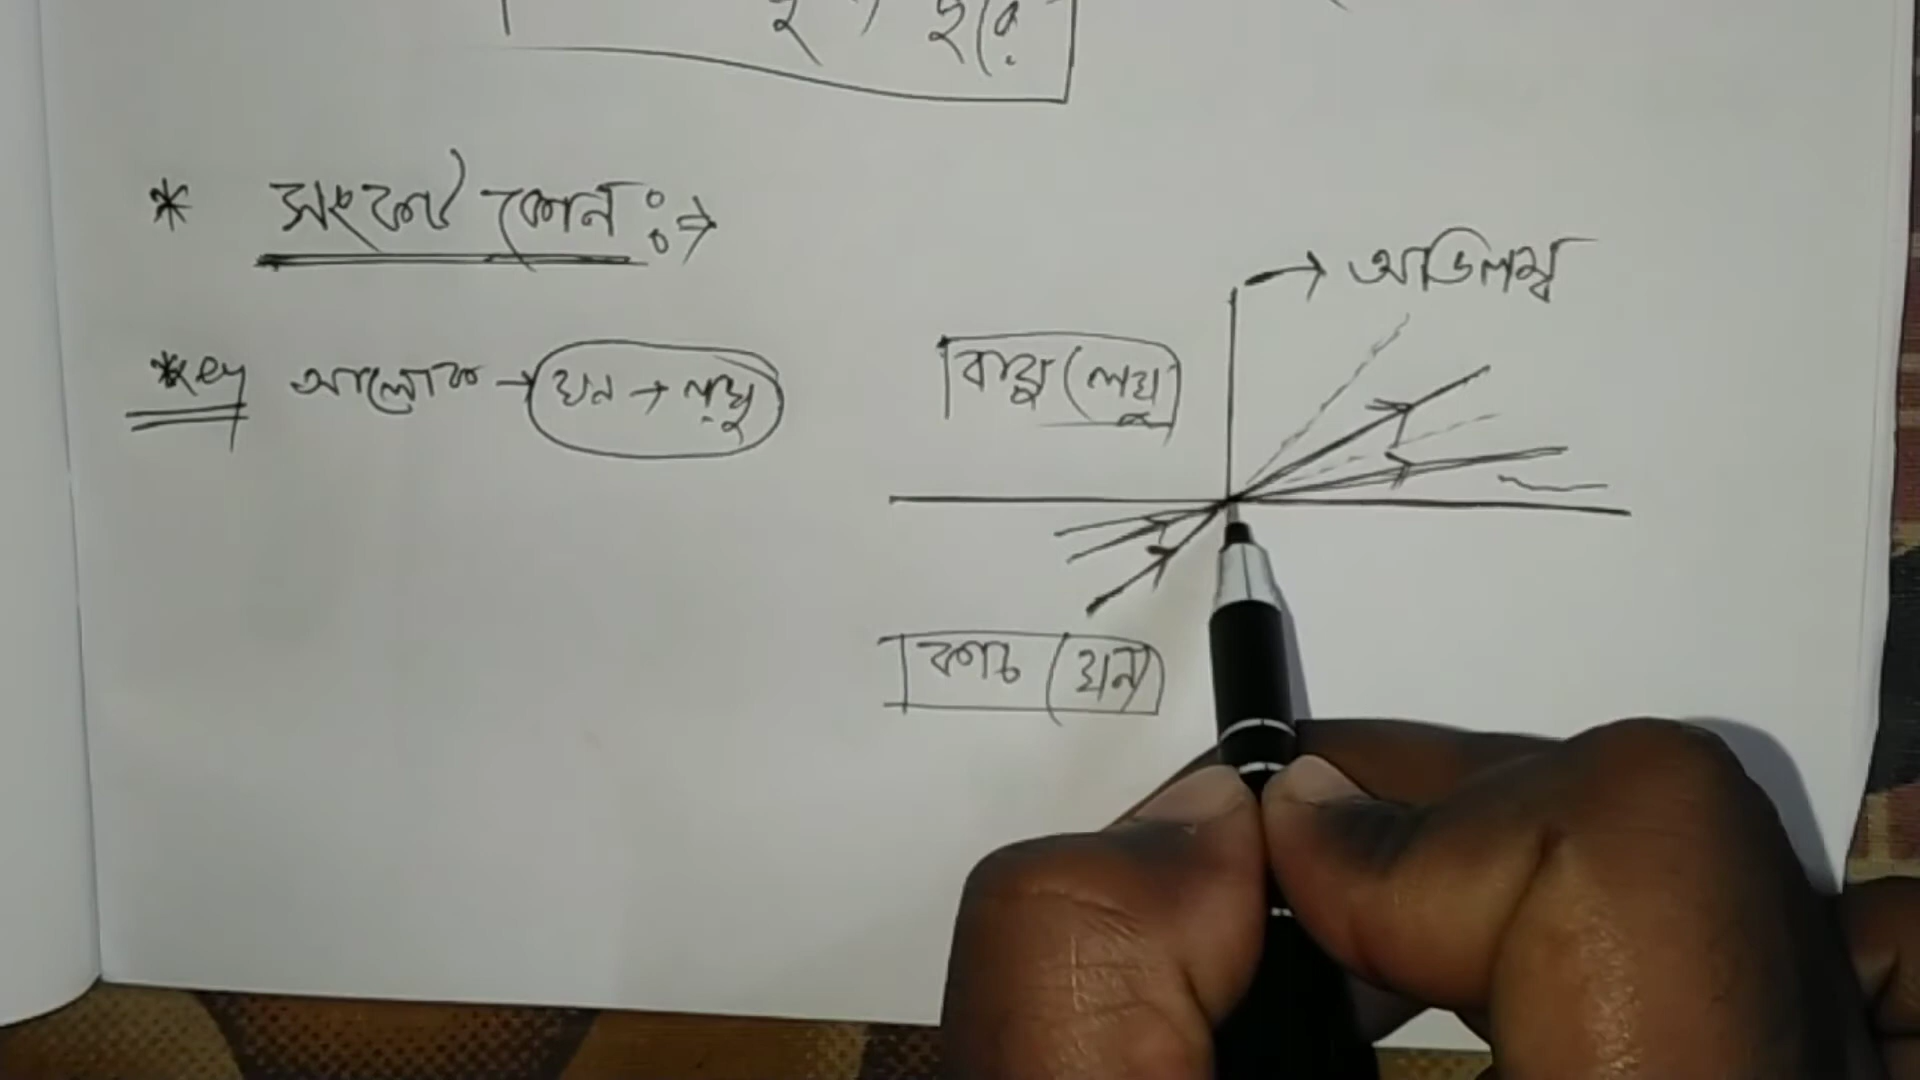 * সংকট কোন :⇒
→ অভিলম্ব
*key আলোক → ঘন → লঘু
বায়ু (লঘু)
কাচ (ঘন)